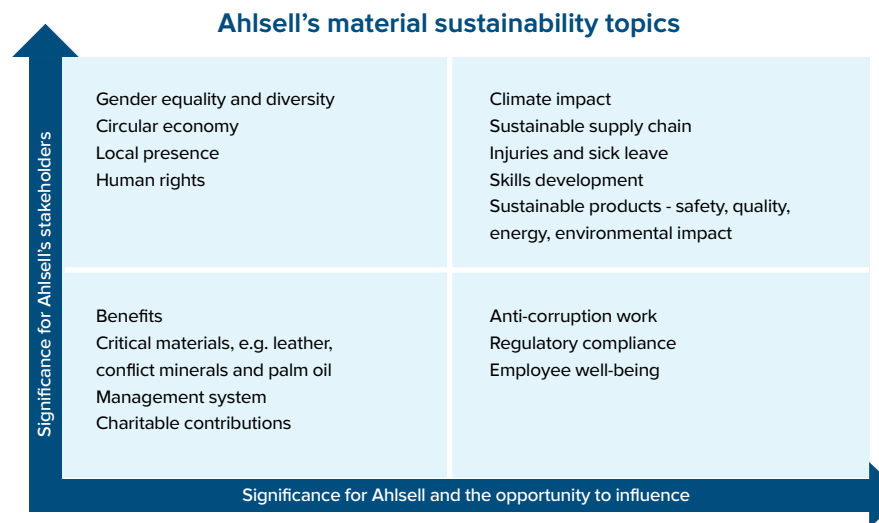 Ahlsell’s material sustainability topics
Significance for Ahlsell’s stakeholders
Gender equality and diversity
Circular economy
Local presence
Human rights
Climate impact
Sustainable supply chain
Injuries and sick leave
Skills development
Sustainable products - safety, quality,
energy, environmental impact
Benefits
Critical materials, e.g. leather,
conflict minerals and palm oil
Management system
Charitable contributions
Anti-corruption work
Regulatory compliance
Employee well-being
Significance for Ahlsell and the opportunity to influence